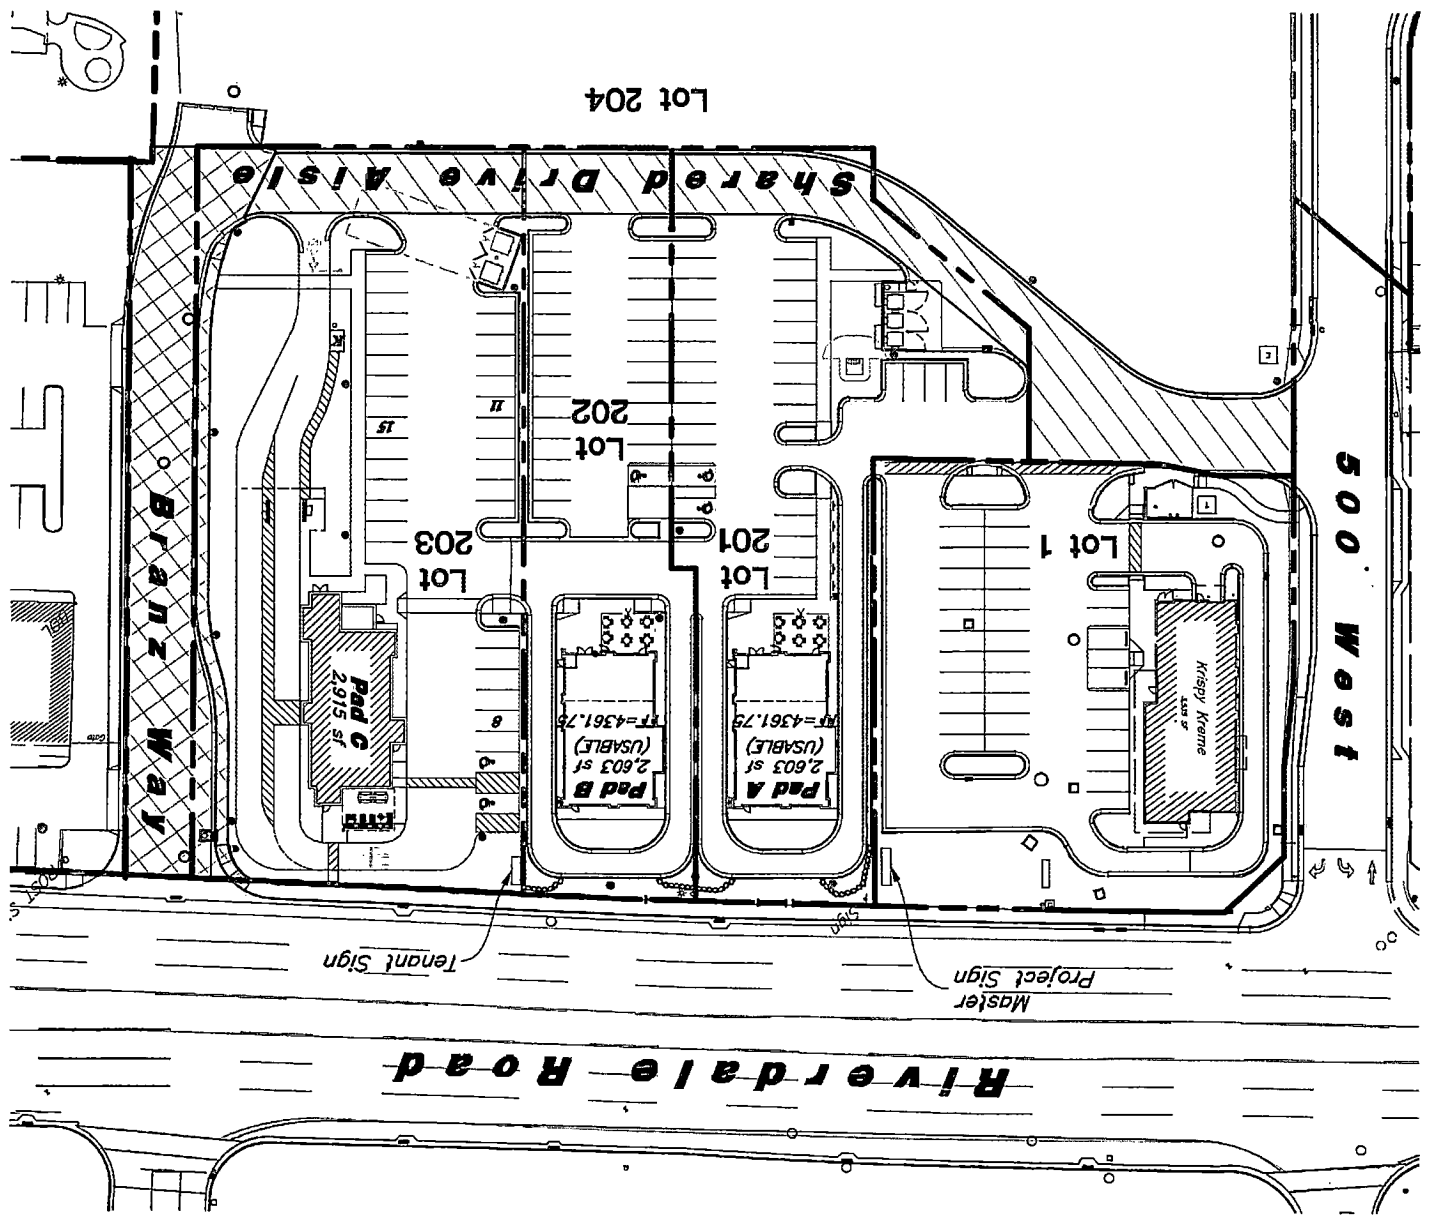 Riverdale Road
Master
Project Sign
Tenant Sign
Sign
500 West
Branz Way
Pad A
2,603 sf
(USABLE)
FF=4361.75
Pad B
2,603 sf
(USABLE)
FF=4361.75
Pad C
2,915 sf
Krispy Kreme
8
Lot 1
Lot
201
Lot
203
Lot
202
11
15
Shared Drive Aisle
Lot 204